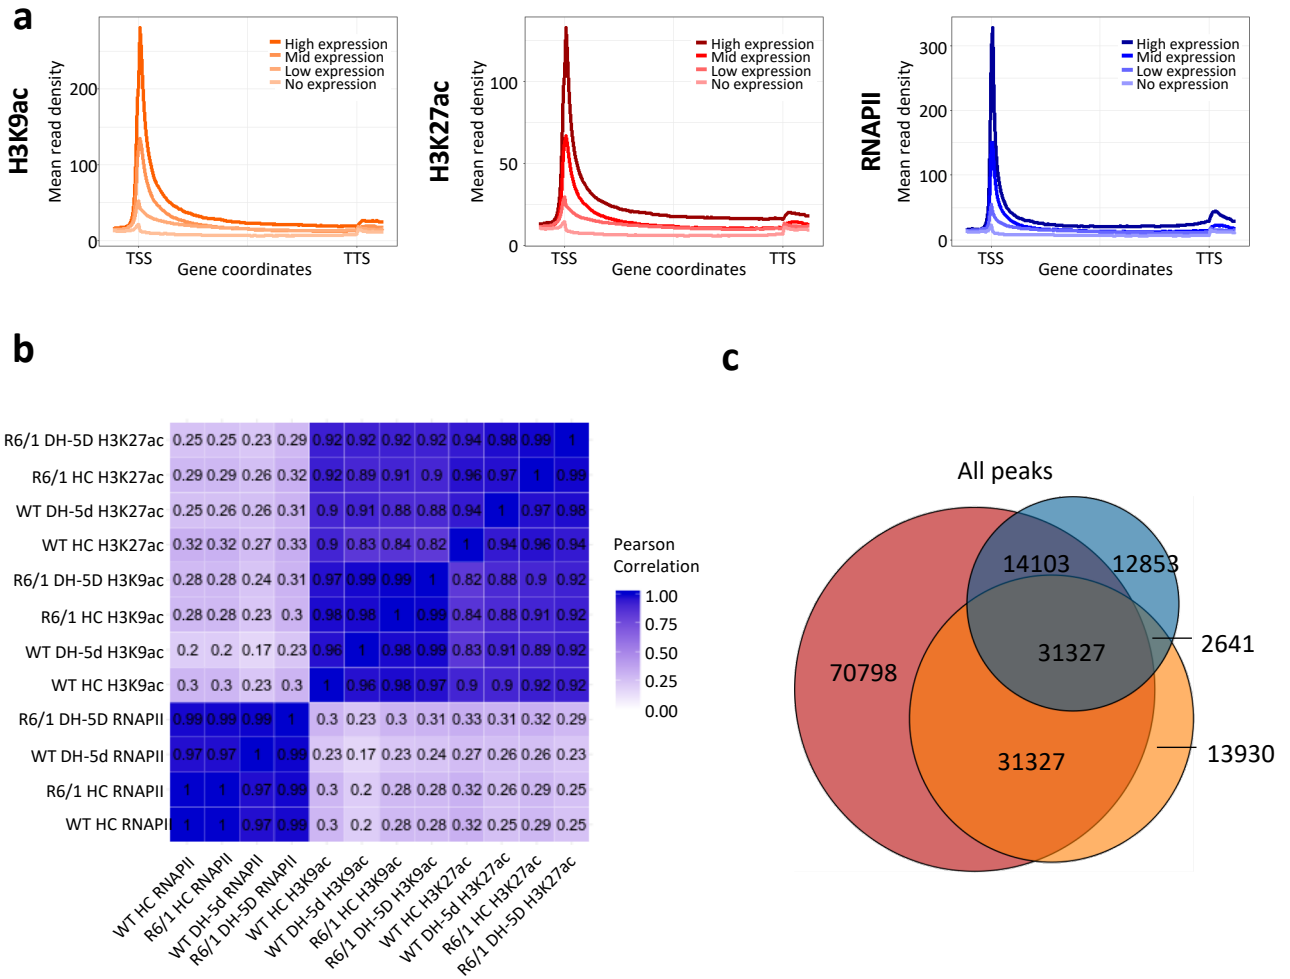 a
H3K9ac
Mean read density
200
100
0
High expression
Mid expression
Low expression
No expression
TSS
TTS
Gene coordinates
H3K27ac
Mean read density
100
50
0
High expression
Mid expression
Low expression
No expression
TSS
TTS
Gene coordinates
RNAPII
Mean read density
300
200
100
0
High expression
Mid expression
Low expression
No expression
TSS
TTS
Gene coordinates
b
R6/1 DH-5D H3K27ac 0.25 0.25 0.23 0.29 0.92 0.92 0.92 0.92 0.94 0.98 0.99 1
R6/1 HC H3K27ac 0.29 0.29 0.26 0.32 0.92 0.89 0.91 0.9 0.96 0.97 1 0.99
WT DH-5d H3K27ac 0.25 0.26 0.26 0.31 0.9 0.91 0.88 0.88 0.94 1 0.97 0.98
WT HC H3K27ac 0.32 0.32 0.27 0.33 0.9 0.83 0.84 0.82 1 0.94 0.96 0.94
R6/1 DH-5D H3K9ac 0.28 0.28 0.24 0.31 0.97 0.99 0.99 1 0.82 0.88 0.9 0.92
R6/1 HC H3K9ac 0.28 0.28 0.23 0.3 0.98 0.98 1 0.99 0.84 0.88 0.91 0.92
WT DH-5d H3K9ac 0.2 0.2 0.17 0.23 0.96 1 0.98 0.99 0.83 0.91 0.89 0.92
WT HC H3K9ac 0.3 0.3 0.23 0.3 1 0.96 0.98 0.97 0.9 0.9 0.92 0.92
R6/1 DH-5D RNAPII 0.99 0.99 0.99 1 0.3 0.23 0.3 0.31 0.33 0.31 0.32 0.29
WT DH-5d RNAPII 0.97 0.97 1 0.99 0.23 0.17 0.23 0.24 0.27 0.26 0.26 0.23
R6/1 HC RNAPII 1 1 0.97 0.99 0.3 0.2 0.28 0.28 0.32 0.26 0.29 0.25
WT HC RNAPII 1 1 0.97 0.99 0.3 0.2 0.28 0.28 0.32 0.25 0.29 0.25
WT HC RNAPII
R6/1 HC RNAPII
WT DH-5d RNAPII
R6/1 DH-5D RNAPII
WT HC H3K9ac
WT DH-5d H3K9ac
R6/1 HC H3K9ac
R6/1 DH-5D H3K9ac
WT HC H3K27ac
WT DH-5d H3K27ac
R6/1 HC H3K27ac
R6/1 DH-5D H3K27ac
Pearson
Correlation
1.00
0.75
0.50
0.25
0.00
c
All peaks
14103
12853
2641
31327
70798
13930
31327